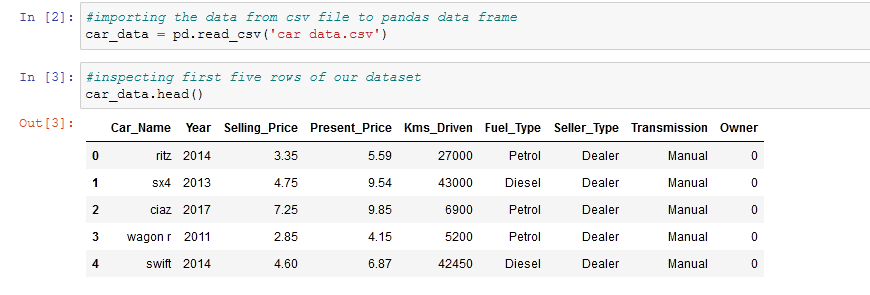 In [2]: #importing the data from csv file to pandas data frame
car_data = pd.read_csv('car data.csv')
In [3]: #inspecting first five rows of our dataset
car_data.head()
Out[3]:
Car_Name Year Selling_Price Present_Price Kms_Driven Fuel_Type Seller_Type Transmission Owner
0 ritz 2014 3.35 5.59 27000 Petrol Dealer Manual 0
1 sx4 2013 4.75 9.54 43000 Diesel Dealer Manual 0
2 ciaz 2017 7.25 9.85 6900 Petrol Dealer Manual 0
3 wagon r 2011 2.85 4.15 5200 Petrol Dealer Manual 0
4 swift 2014 4.60 6.87 42450 Diesel Dealer Manual 0